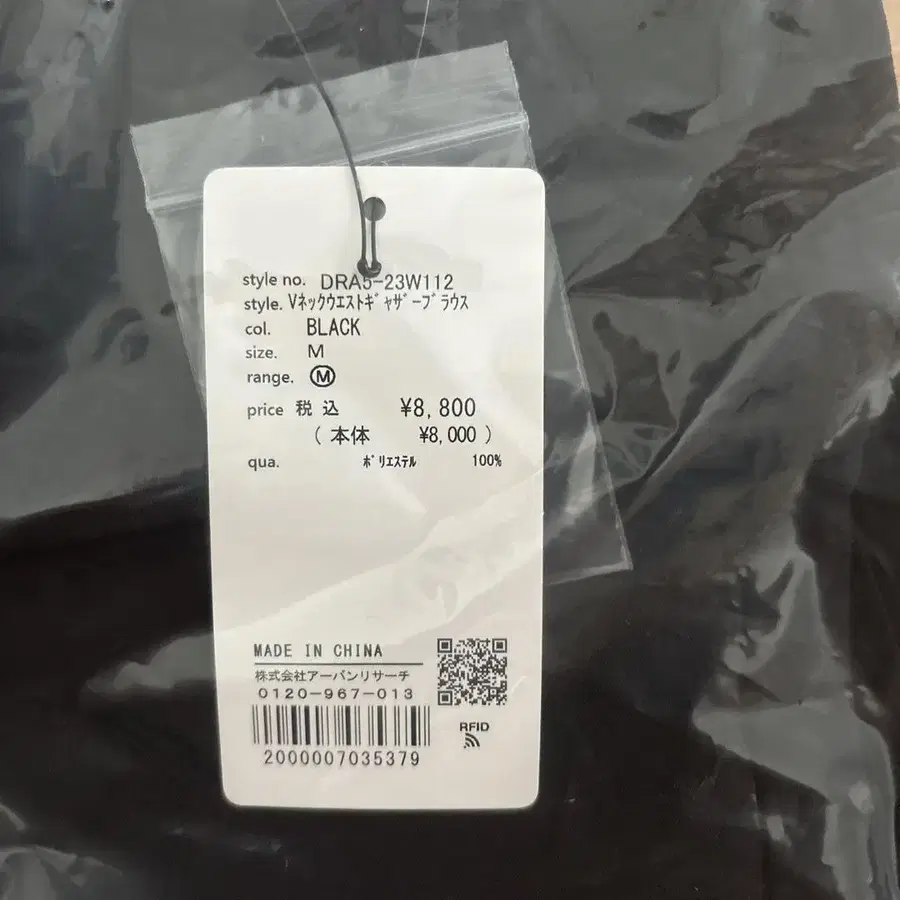 style no. DRA5-23W112
style. Vネックウエストギャザーブラウス
col. BLACK
size. M
range. Ⓜ
price 税込 ¥8,800
(本体 ¥8,000)
qua. ポリエステル 100%
MADE IN CHINA
株式会社アーバンリサーチ
0120-967-013
RFID
2000007035379